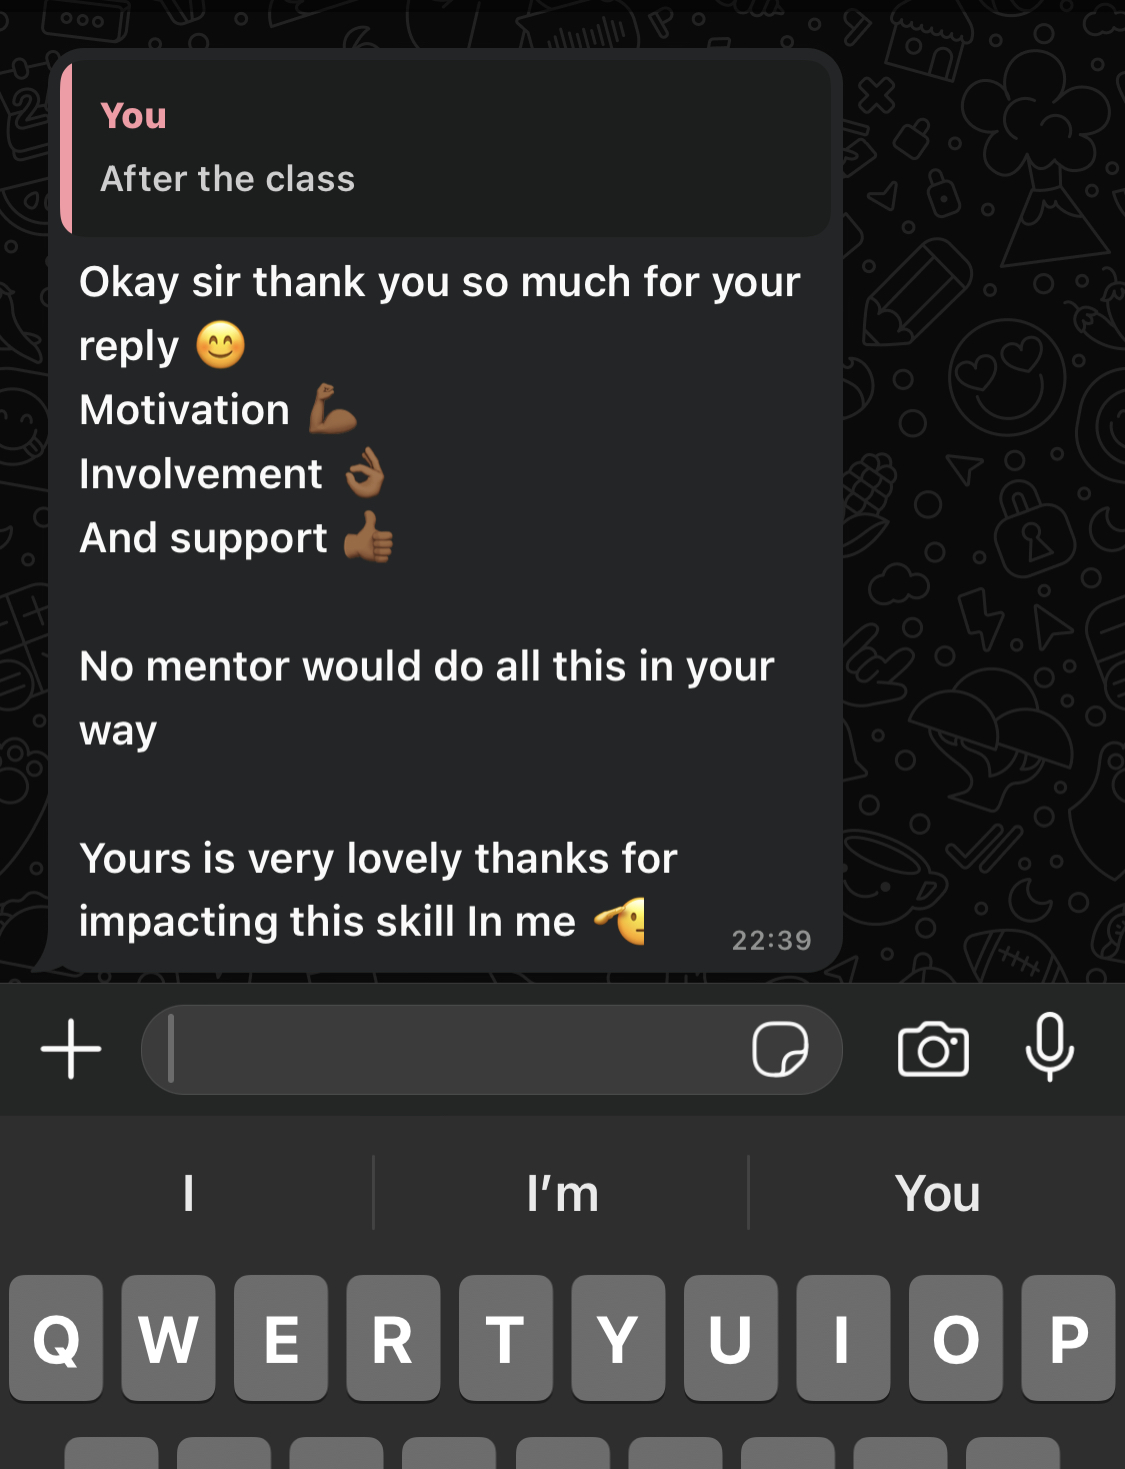 You
After the class
Okay sir thank you so much for your
reply 😊
Motivation 💪🏾
Involvement 👌🏾
And support 👍🏾
No mentor would do all this in your
way
Yours is very lovely thanks for
impacting this skill In me 🫡
22:39
I I'm You
Q W E R T Y U I O P